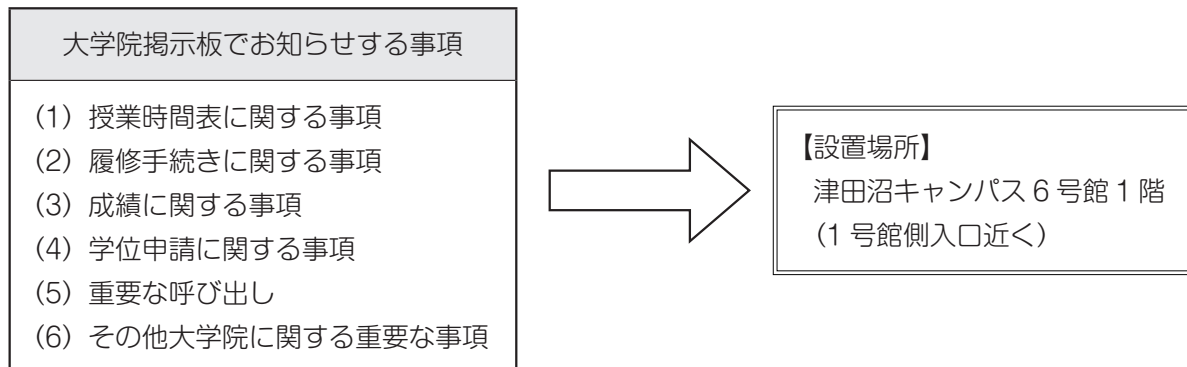 大学院掲示板でお知らせする事項
(1)授業時間表に関する事項
(2)履修手続きに関する事項
(3)成績に関する事項
(4)学位申請に関する事項
(5)重要な呼び出し
(6)その他大学院に関する重要な事項
【設置場所】
津田沼キャンパス6号館1階
(1号館側入口近く)